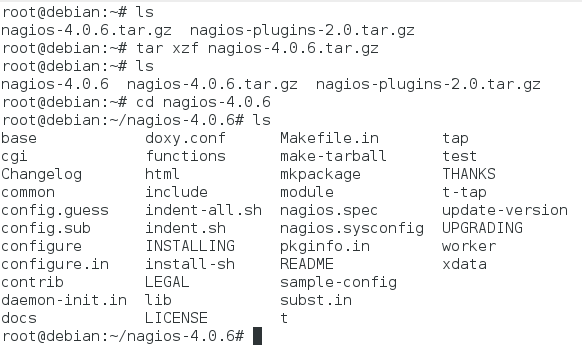 root@debian:~# ls
nagios-4.0.6.tar.gz  nagios-plugins-2.0.tar.gz
root@debian:~# tar xzf nagios-4.0.6.tar.gz
root@debian:~# ls
nagios-4.0.6  nagios-4.0.6.tar.gz  nagios-plugins-2.0.tar.gz
root@debian:~# cd nagios-4.0.6
root@debian:~/nagios-4.0.6# ls
base            doxy.conf      Makefile.in       tap
cgi             functions      make-tarball      test
Changelog       html           mkpackage         THANKS
common          include        module            t-tap
config.guess    indent-all.sh  nagios.spec       update-version
config.sub      indent.sh      nagios.sysconfig  UPGRADING
configure       INSTALLING     pkginfo.in        worker
configure.in    install-sh     README            xdata
contrib         LEGAL          sample-config
daemon-init.in  lib            subst.in
docs            LICENSE        t
root@debian:~/nagios-4.0.6#